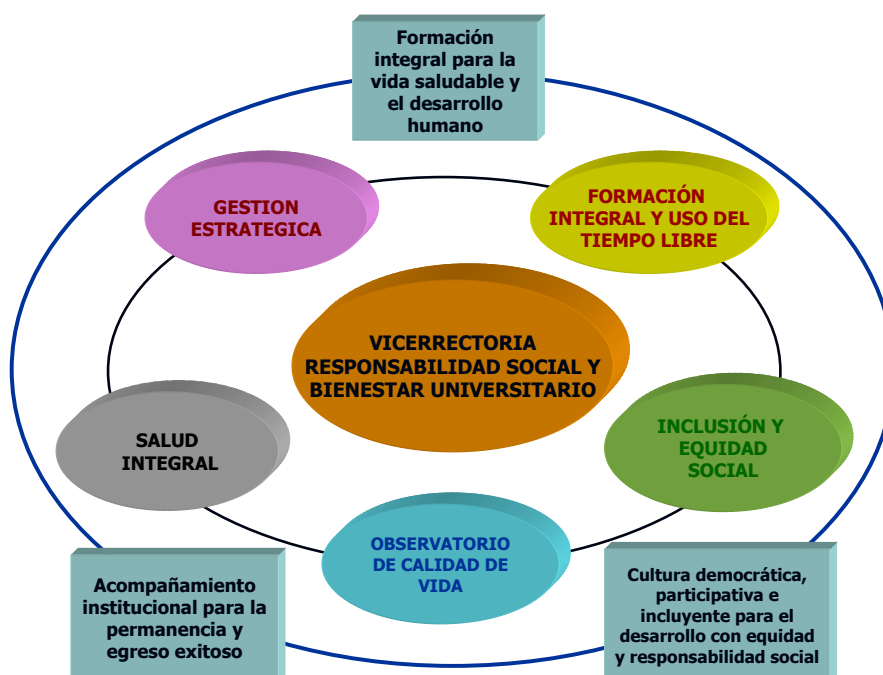 Formación
integral para la
vida saludable y
el desarrollo
humano
GESTION
ESTRATEGICA
FORMACIÓN
INTEGRAL Y USO DEL
TIEMPO LIBRE
VICERRECTORIA
RESPONSABILIDAD SOCIAL Y
BIENESTAR UNIVERSITARIO
SALUD
INTEGRAL
INCLUSIÓN Y
EQUIDAD
SOCIAL
OBSERVATORIO
DE CALIDAD DE
VIDA
Acompañamiento
institucional para la
permanencia y
egreso exitoso
Cultura democrática,
participativa e
incluyente para el
desarrollo con equidad
y responsabilidad social